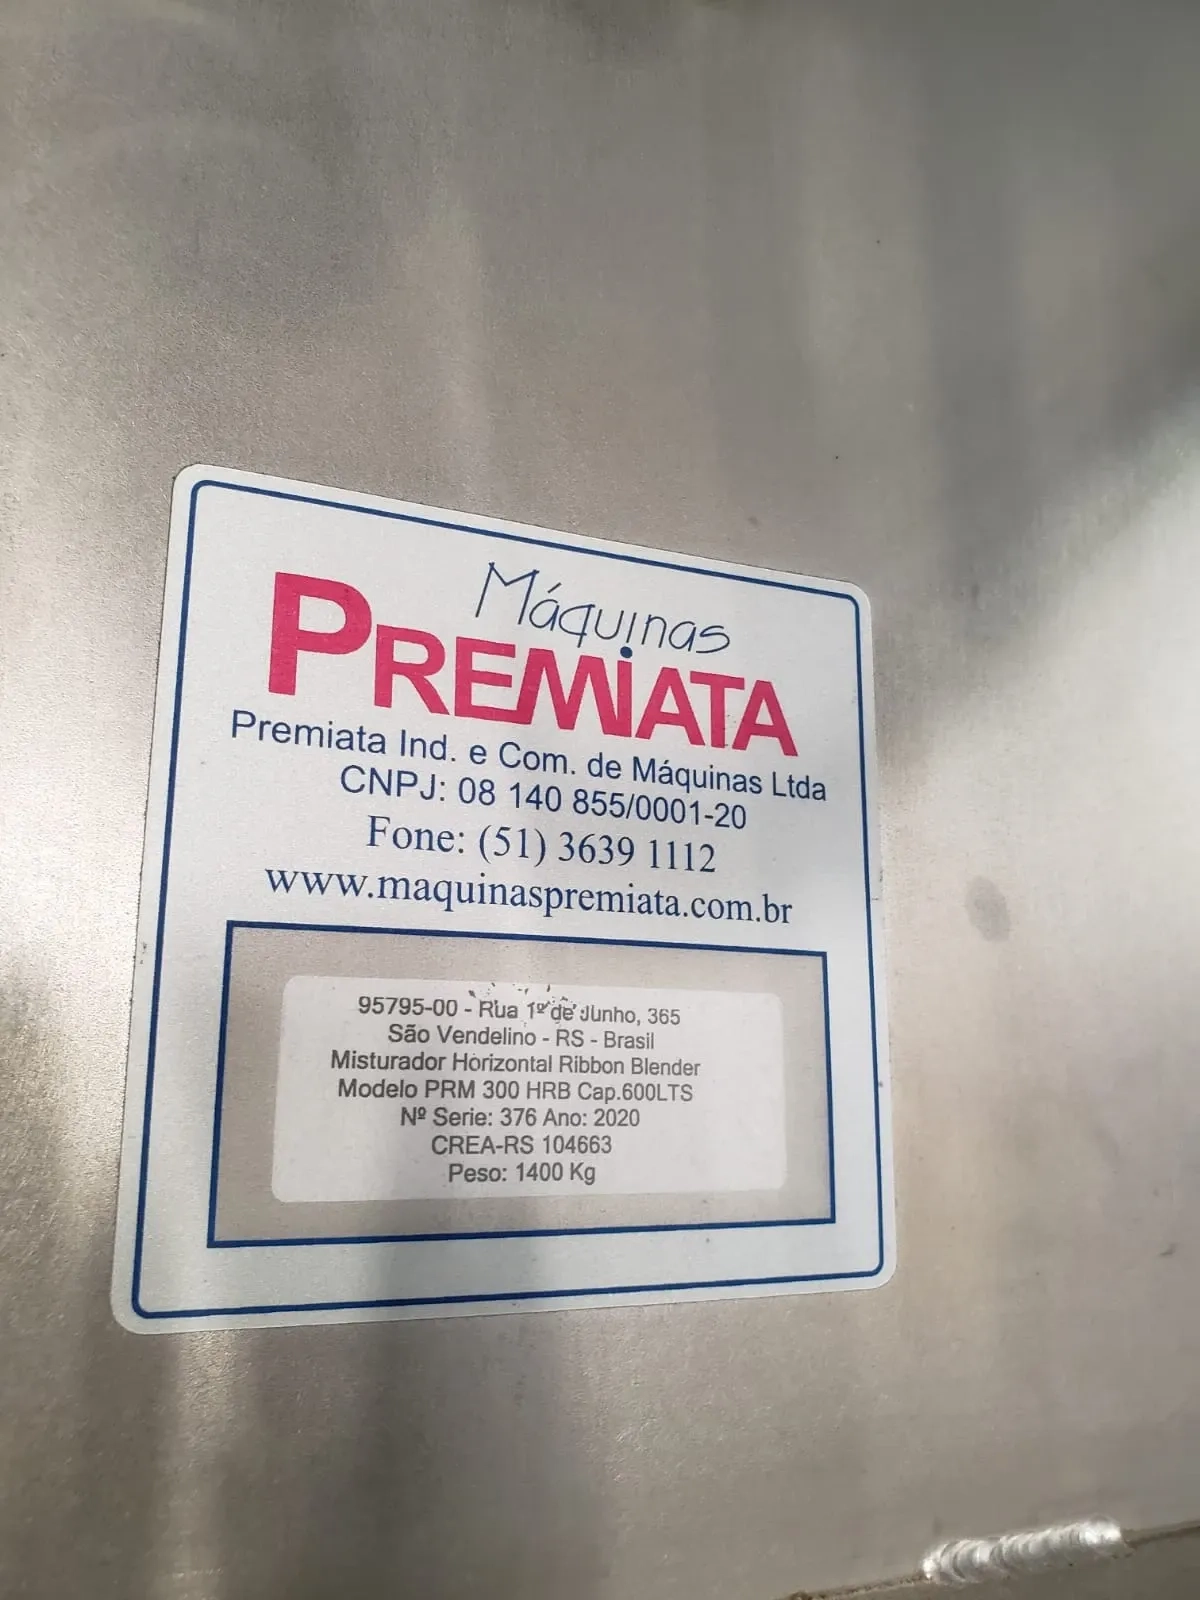 Máquinas
PREMIATA
Premiata Ind. e Com. de Máquinas Ltda
CNPJ: 08 140 855/0001-20
Fone: (51) 3639 1112
www.maquinaspremiata.com.br
95795-00 - Rua 1º de Junho, 365
São Vendelino - RS - Brasil
Misturador Horizontal Ribbon Blender
Modelo PRM 300 HRB Cap.600LTS
Nº Serie: 376 Ano: 2020
CREA-RS 104663
Peso: 1400 Kg